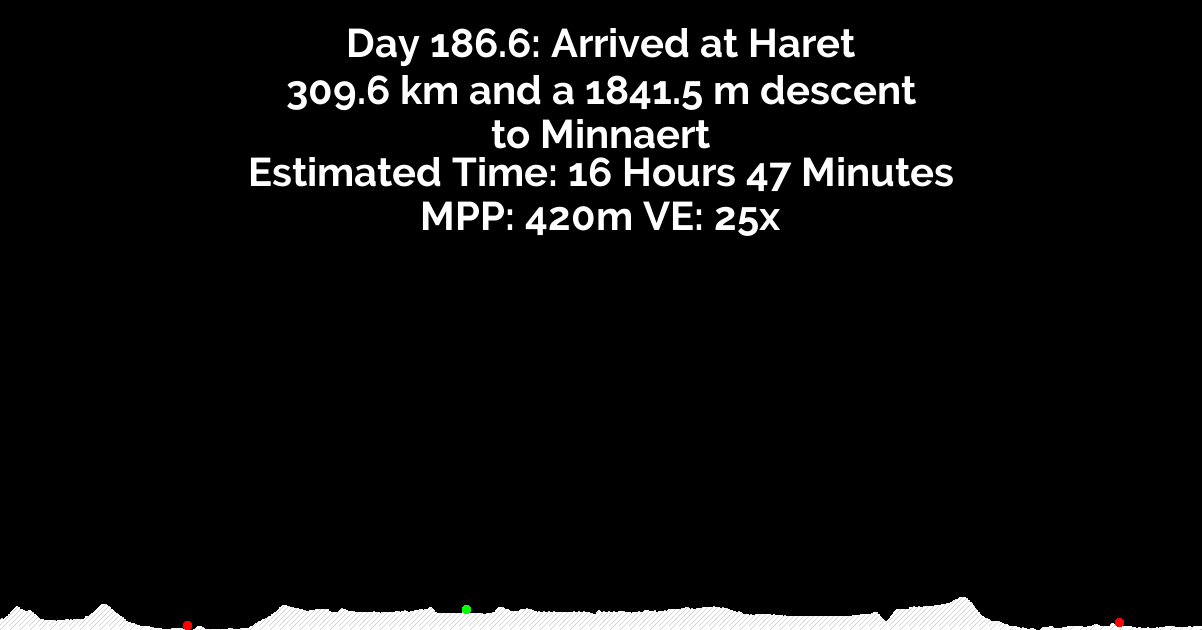 Day 186.6: Arrived at Haret
309.6 km and a 1841.5 m descent
to Minnaert
Estimated Time: 16 Hours 47 Minutes
MPP: 420m VE: 25x